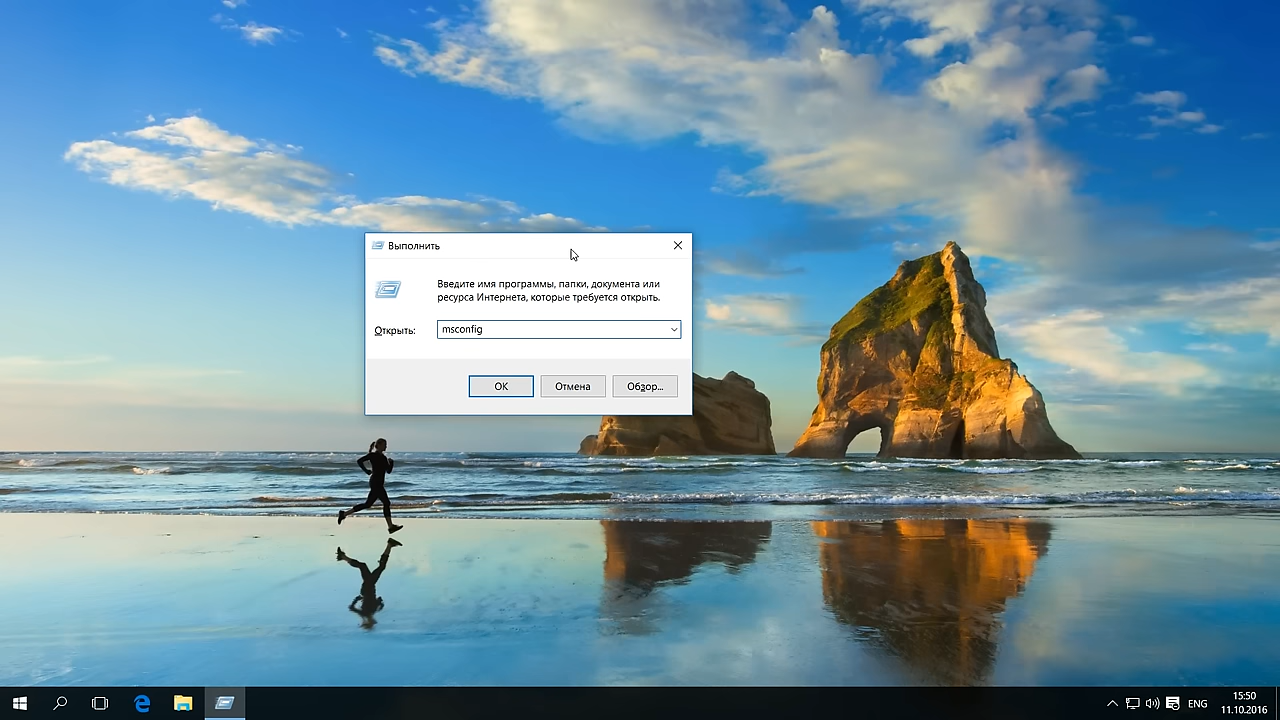 Выполнить
Введите имя программы, папки, документа или
ресурса Интернета, которые требуется открыть.
Открыть: msconfig
ОК Отмена Обзор...
ENG 15:50
11.10.2016